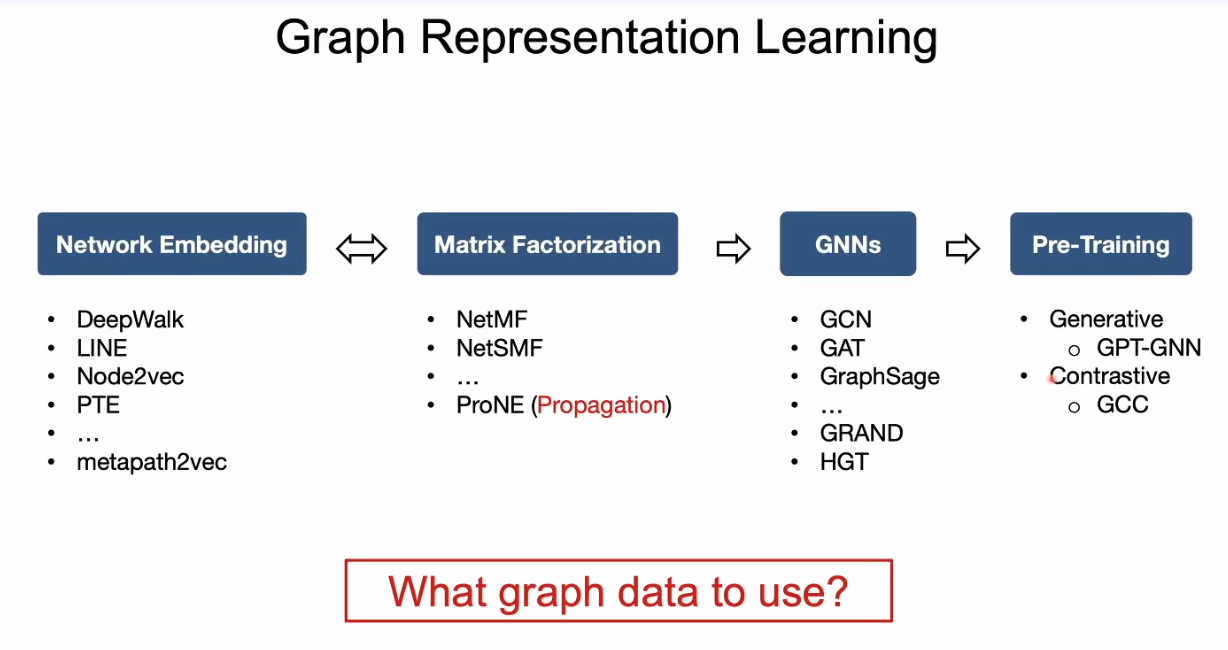 Graph Representation Learning
Network Embedding
• DeepWalk
• LINE
• Node2vec
• PTE
• ...
• metapath2vec
Matrix Factorization
• NetMF
• NetSMF
• ...
• ProNE (Propagation)
GNNs
• GCN
• GAT
• GraphSage
• ...
• GRAND
• HGT
Pre-Training
• Generative
o GPT-GNN
• Contrastive
o GCC
What graph data to use?